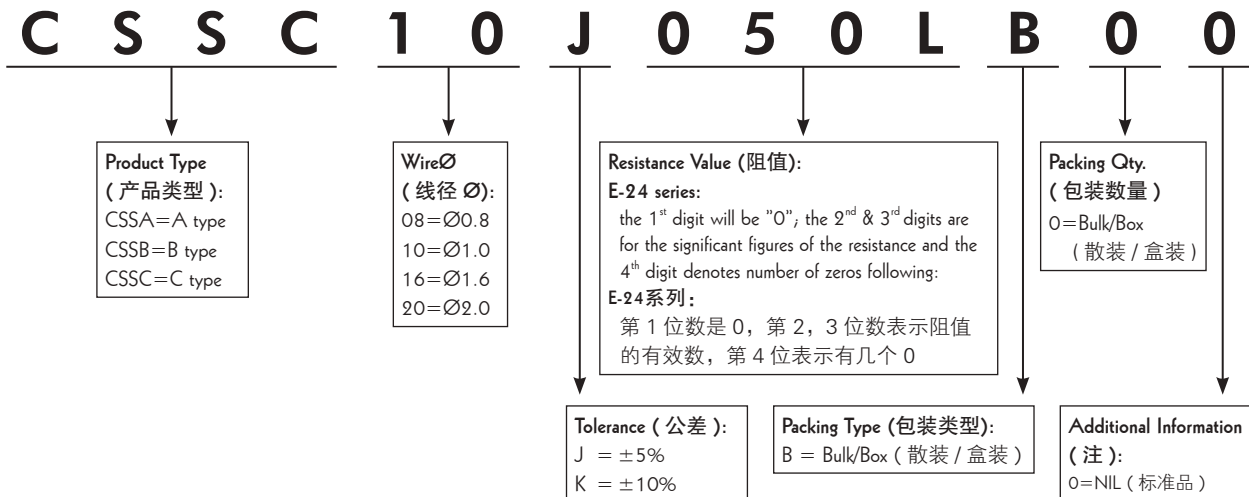 C S S C 1 0 J 0 5 0 L B 0 0
Product Type
(产品类型):
CSSA=A type
CSSB=B type
CSSC=C type
WireØ
(线径 Ø):
08=Ø0.8
10=Ø1.0
16=Ø1.6
20=Ø2.0
Resistance Value (阻值):
E-24 series:
the 1st digit will be "0"; the 2nd & 3rd digits are
for the significant figures of the resistance and the
4th digit denotes number of zeros following:
E-24系列:
第 1 位数是 0, 第 2, 3 位数表示阻值
的有效数, 第 4 位表示有几个 0
Packing Qty.
(包装数量)
0=Bulk/Box
(散装 / 盒装)
Tolerance (公差):
J = ±5%
K = ±10%
Packing Type (包装类型):
B = Bulk/Box (散装 / 盒装)
Additional Information
(注):
0=NIL (标准品)